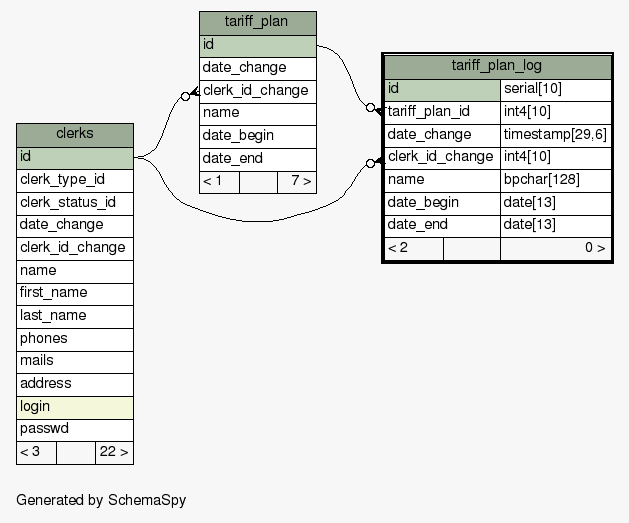 tariff_plan
id
date_change
clerk_id_change
name
date_begin
date_end
< 1 7 >
tariff_plan_log
id serial[10]
tariff_plan_id int4[10]
date_change timestamp[29,6]
clerk_id_change int4[10]
name bpchar[128]
date_begin date[13]
date_end date[13]
< 2 0 >
clerks
id
clerk_type_id
clerk_status_id
date_change
clerk_id_change
name
first_name
last_name
phones
mails
address
login
passwd
< 3 22 >
Generated by SchemaSpy